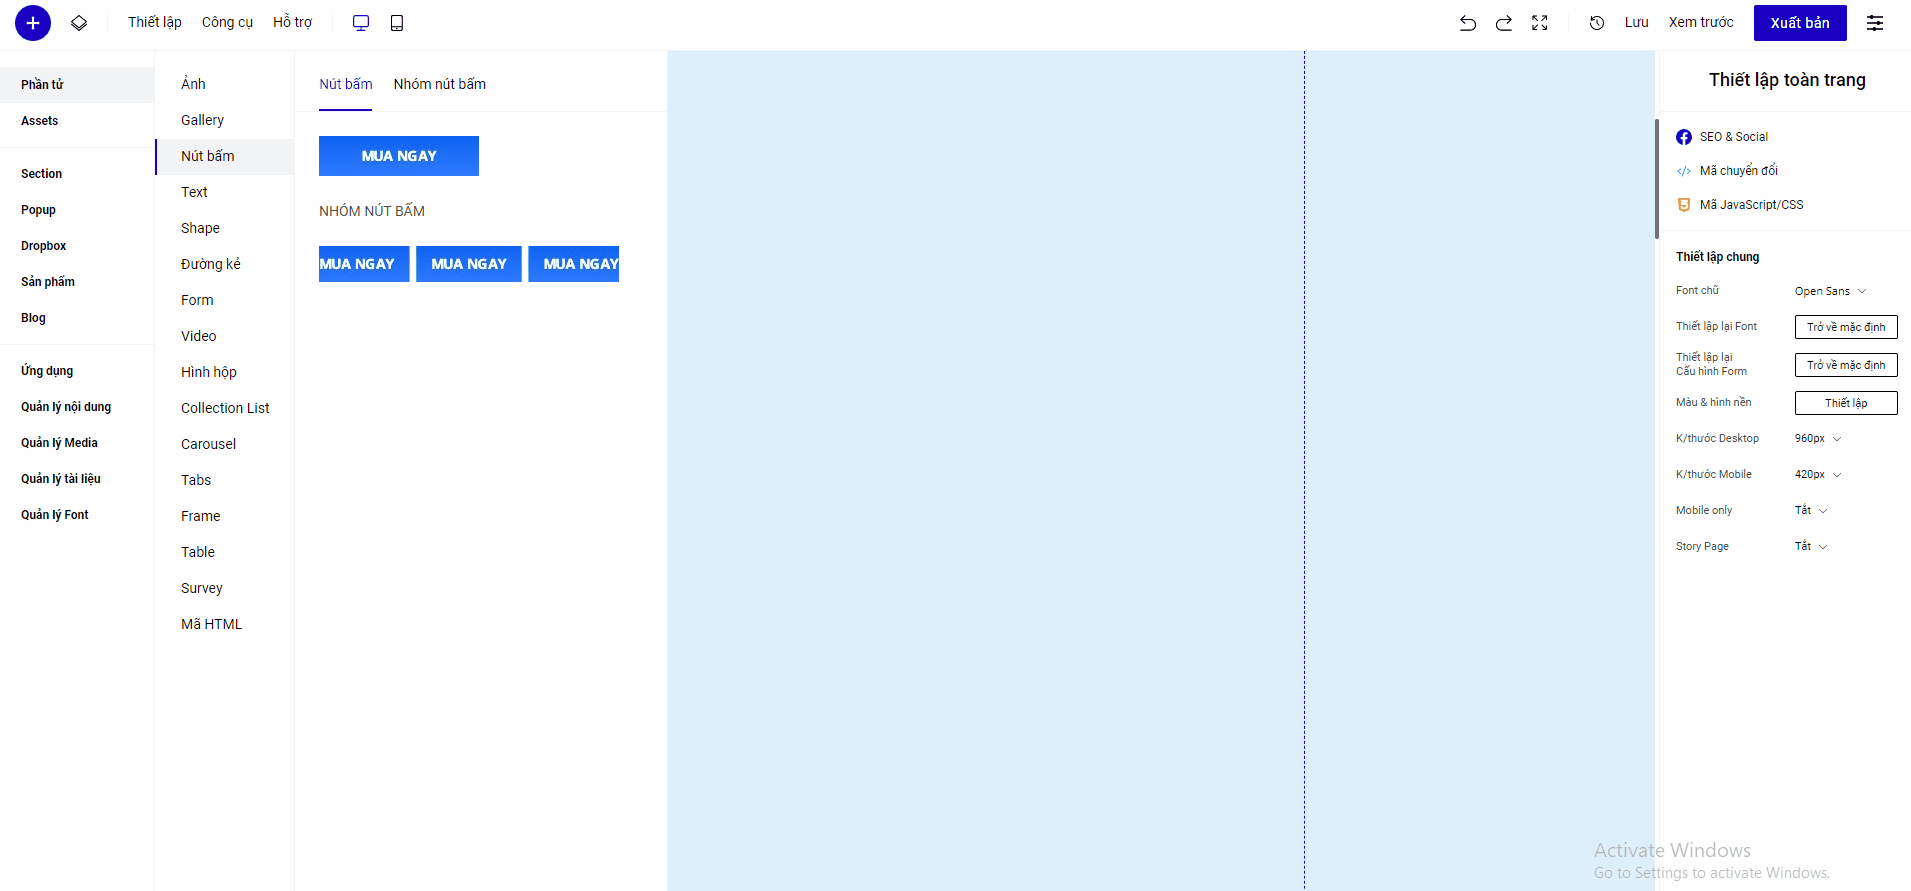 Thiết lập Công cụ Hỗ trợ
Lưu Xem trước Xuất bản
Phần tử
Assets
Section
Popup
Dropbox
Sản phẩm
Blog
Ứng dụng
Quản lý nội dung
Quản lý Media
Quản lý tài liệu
Quản lý Font
Ảnh
Gallery
Nút bấm
Text
Shape
Đường kẻ
Form
Video
Hình hộp
Collection List
Carousel
Tabs
Frame
Table
Survey
Mã HTML
Nút bấm Nhóm nút bấm
MUA NGAY
NHÓM NÚT BẤM
MUA NGAY MUA NGAY MUA NGAY
Thiết lập toàn trang
SEO & Social
Mã chuyển đổi
Mã JavaScript/CSS
Thiết lập chung
Font chữ Open Sans
Thiết lập lại Font Trở về mặc định
Thiết lập lại
Cấu hình Form Trở về mặc định
Màu & hình nền Thiết lập
K/thước Desktop 960px
K/thước Mobile 420px
Mobile only Tắt
Story Page Tắt
Activate Windows
Go to Settings to activate Windows.